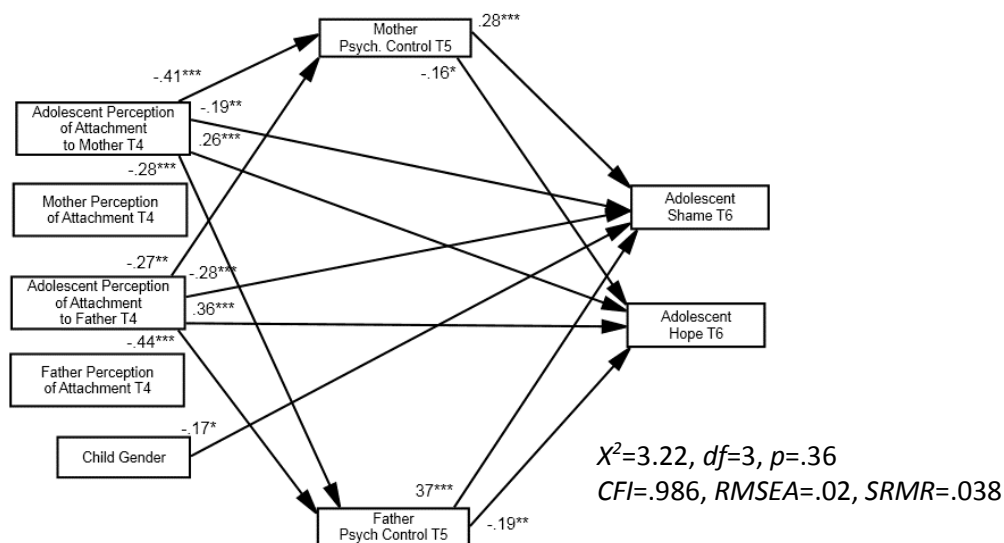 Mother
Psych. Control T5
.28***
-.16*
-.41***
Adolescent Perception
of Attachment
to Mother T4
-.19**
.26***
-.28***
Mother Perception
of Attachment T4
Adolescent
Shame T6
-.27**
Adolescent Perception
of Attachment
to Father T4
-.28***
.36***
-.44***
Adolescent
Hope T6
Father Perception
of Attachment T4
Child Gender
-.17*
37***
Father
Psych Control T5
-.19**
X²=3.22, df=3, p=.36
CFI=.986, RMSEA=.02, SRMR=.038